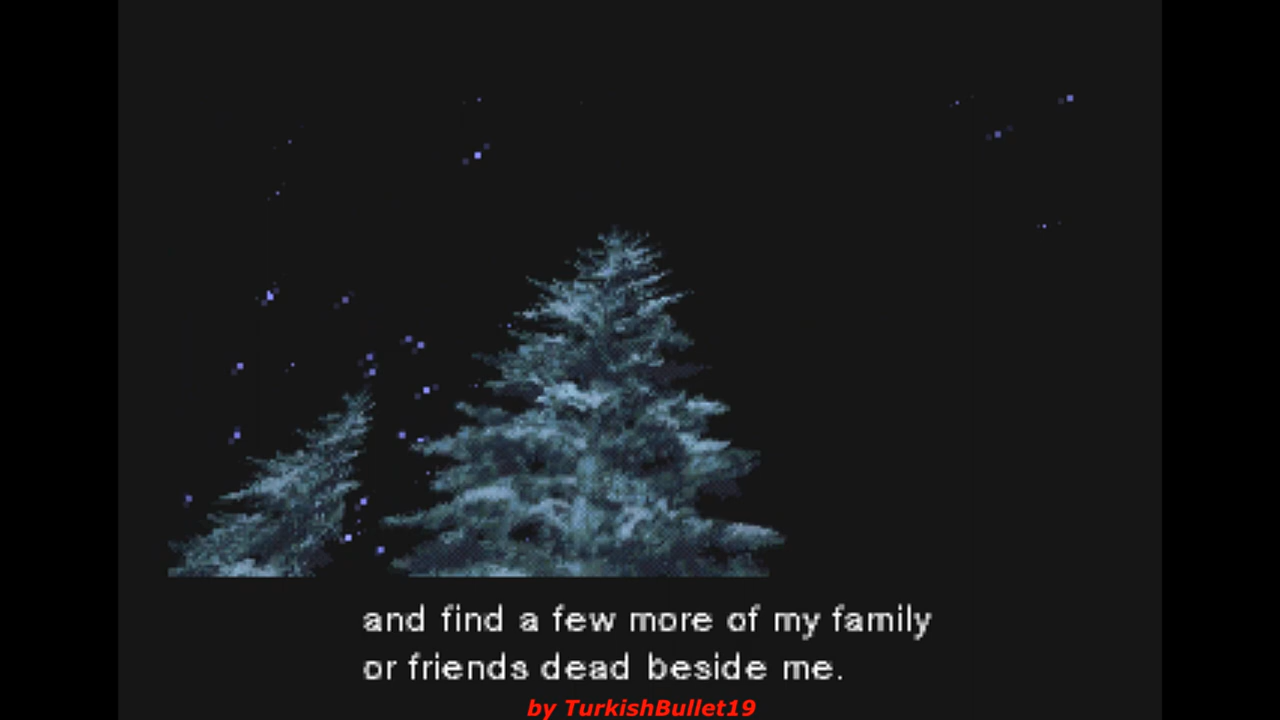 and find a few more of my family
or friends dead beside me.
by TurkishBullet19